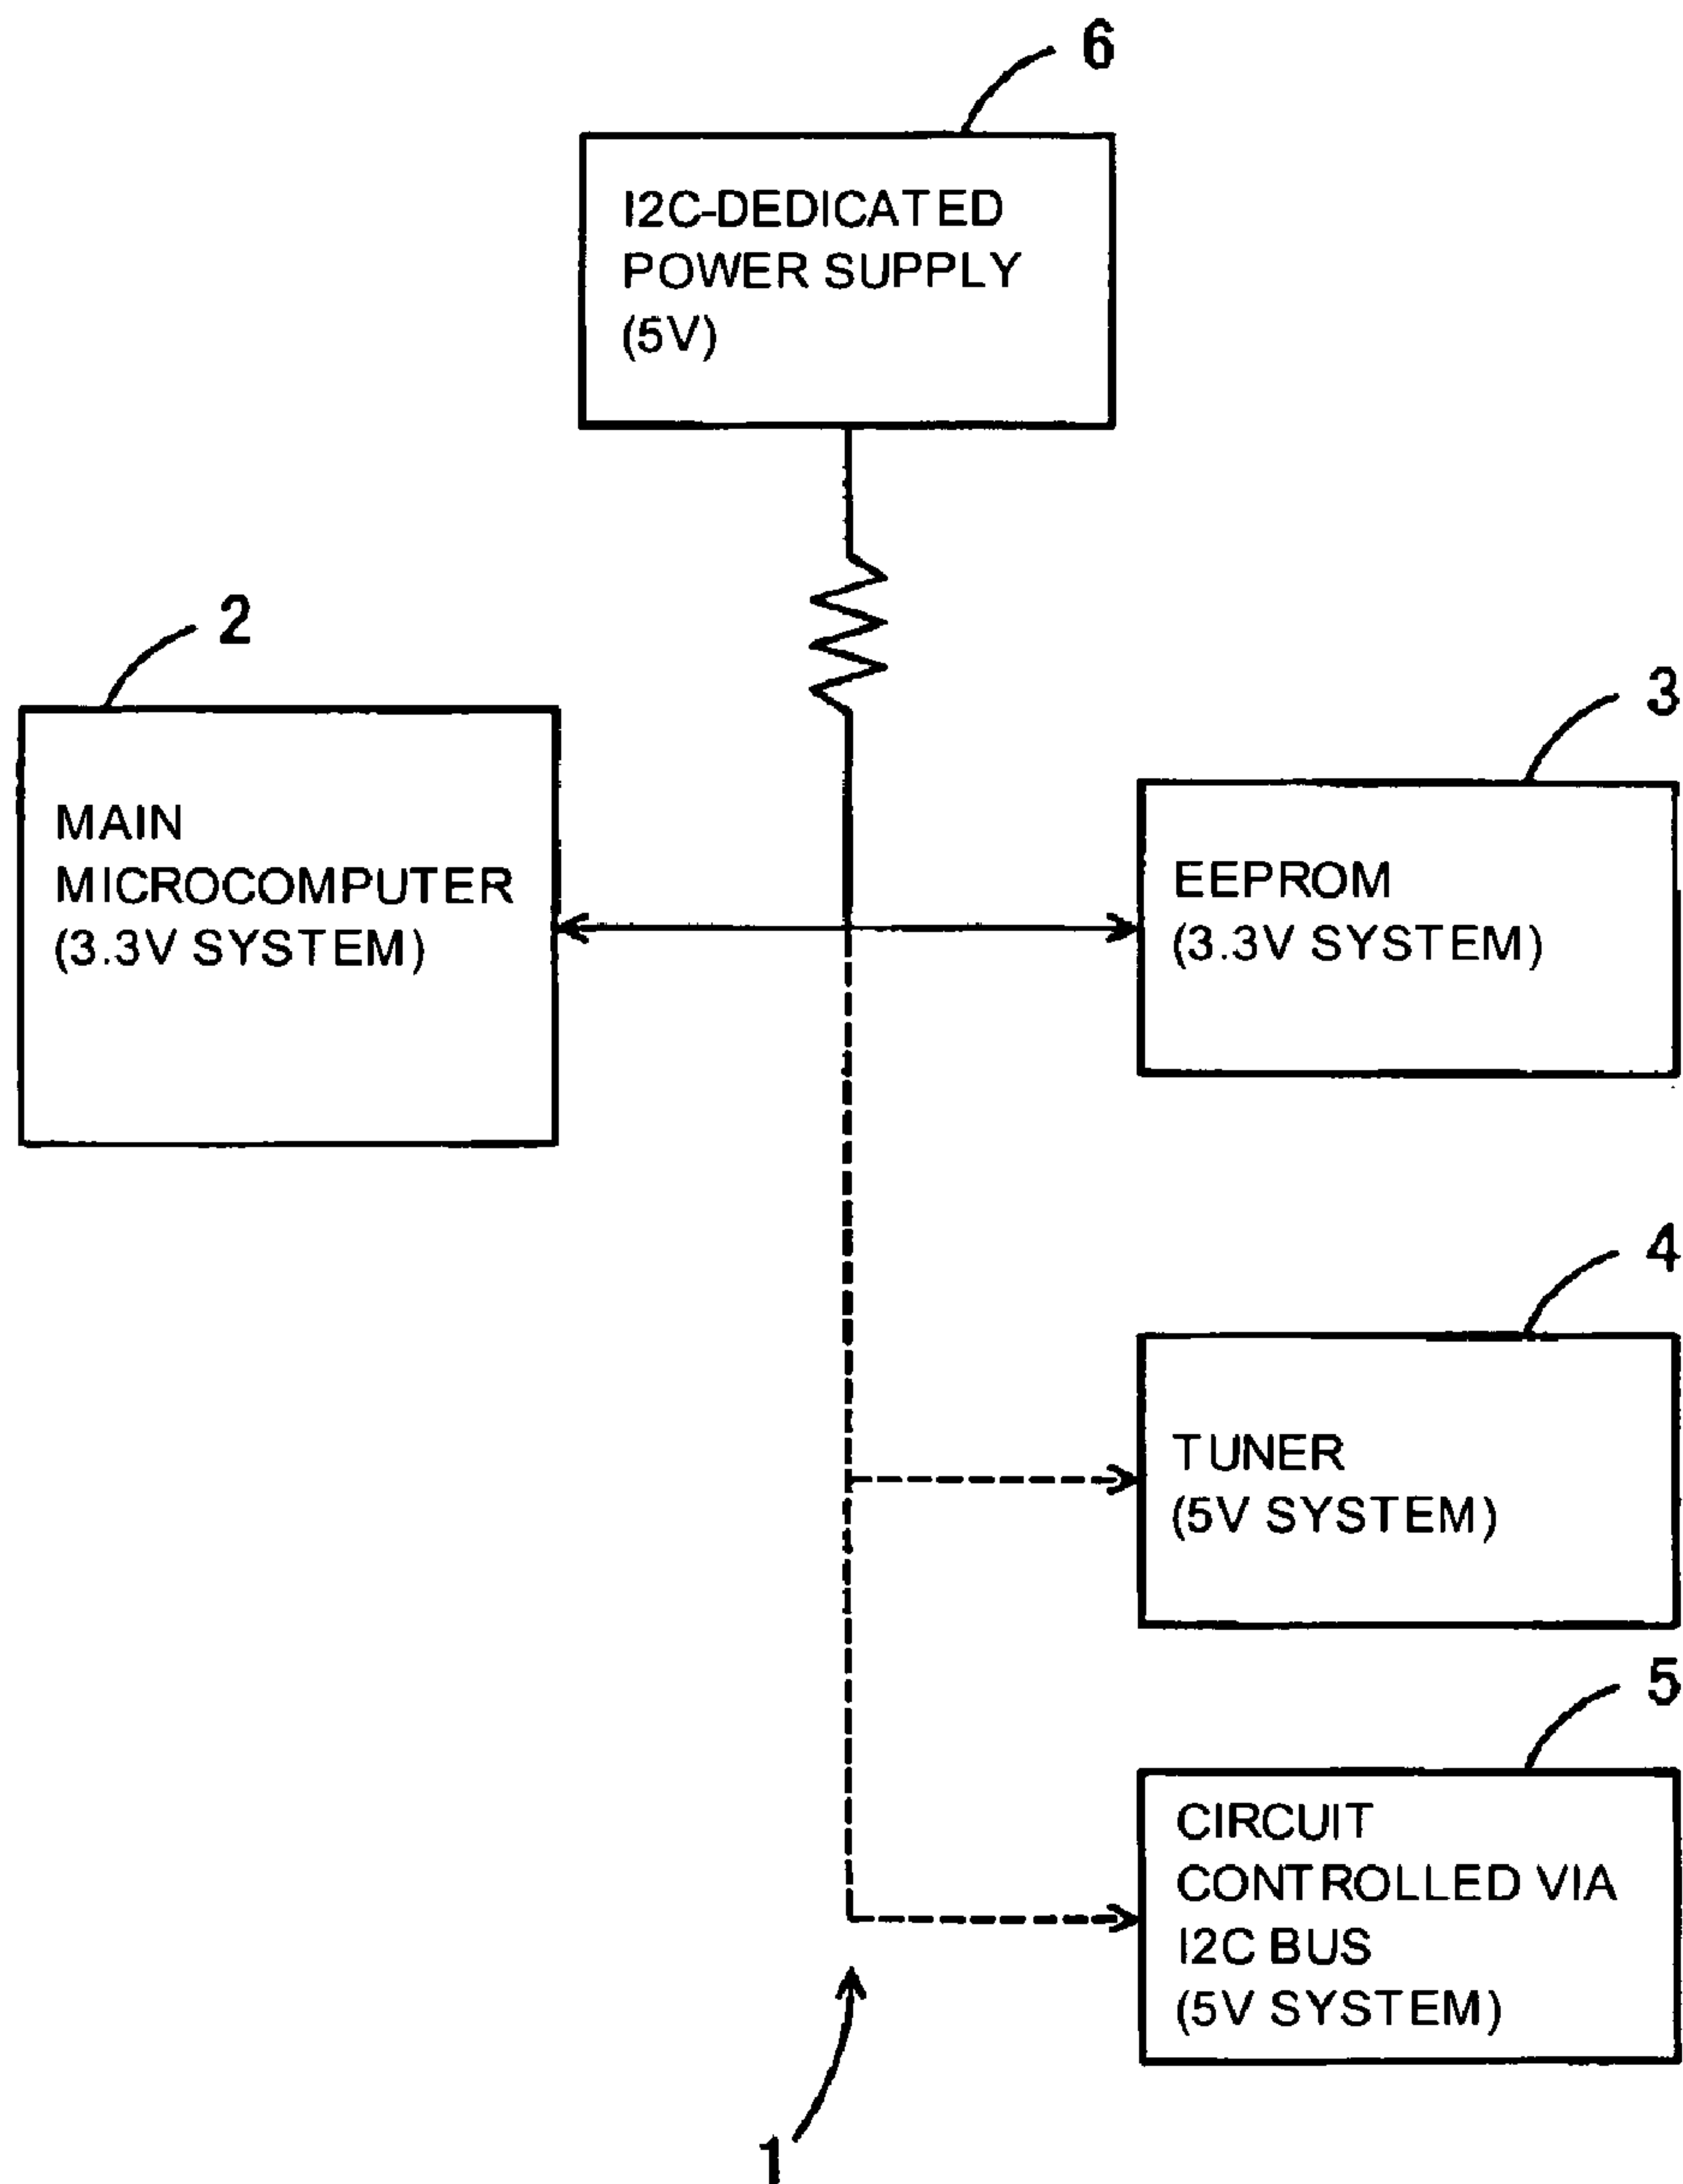 6
I2C-DEDICATED
POWER SUPPLY
(5V)
2
MAIN
MICROCOMPUTER
(3.3V SYSTEM)
3
EEPROM
(3.3V SYSTEM)
4
TUNER
(5V SYSTEM)
5
CIRCUIT
CONTROLLED VIA
I2C BUS
(5V SYSTEM)
1